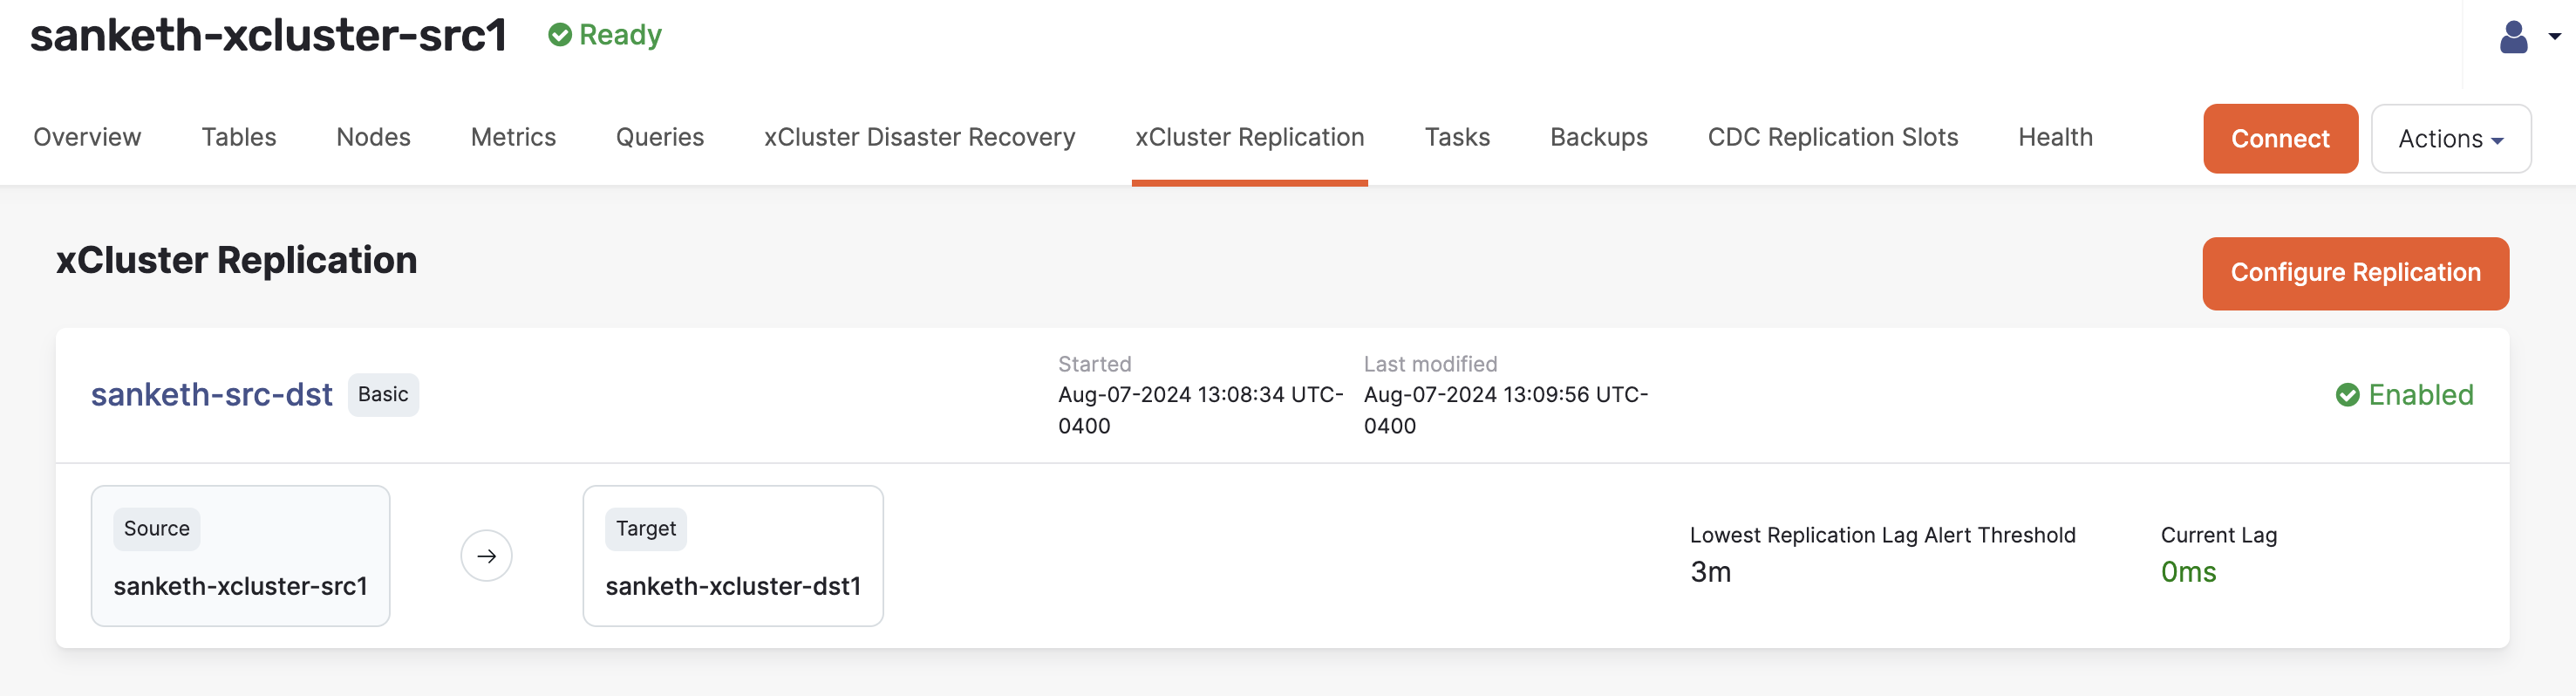 sanketh-xcluster-src1 Ready
Overview Tables Nodes Metrics Queries xCluster Disaster Recovery xCluster Replication Tasks Backups CDC Replication Slots Health Connect Actions
xCluster Replication
Configure Replication
sanketh-src-dst Basic
Started
Aug-07-2024 13:08:34 UTC-
0400
Last modified
Aug-07-2024 13:09:56 UTC-
0400
Enabled
Source
sanketh-xcluster-src1
Target
sanketh-xcluster-dst1
Lowest Replication Lag Alert Threshold
3m
Current Lag
0ms